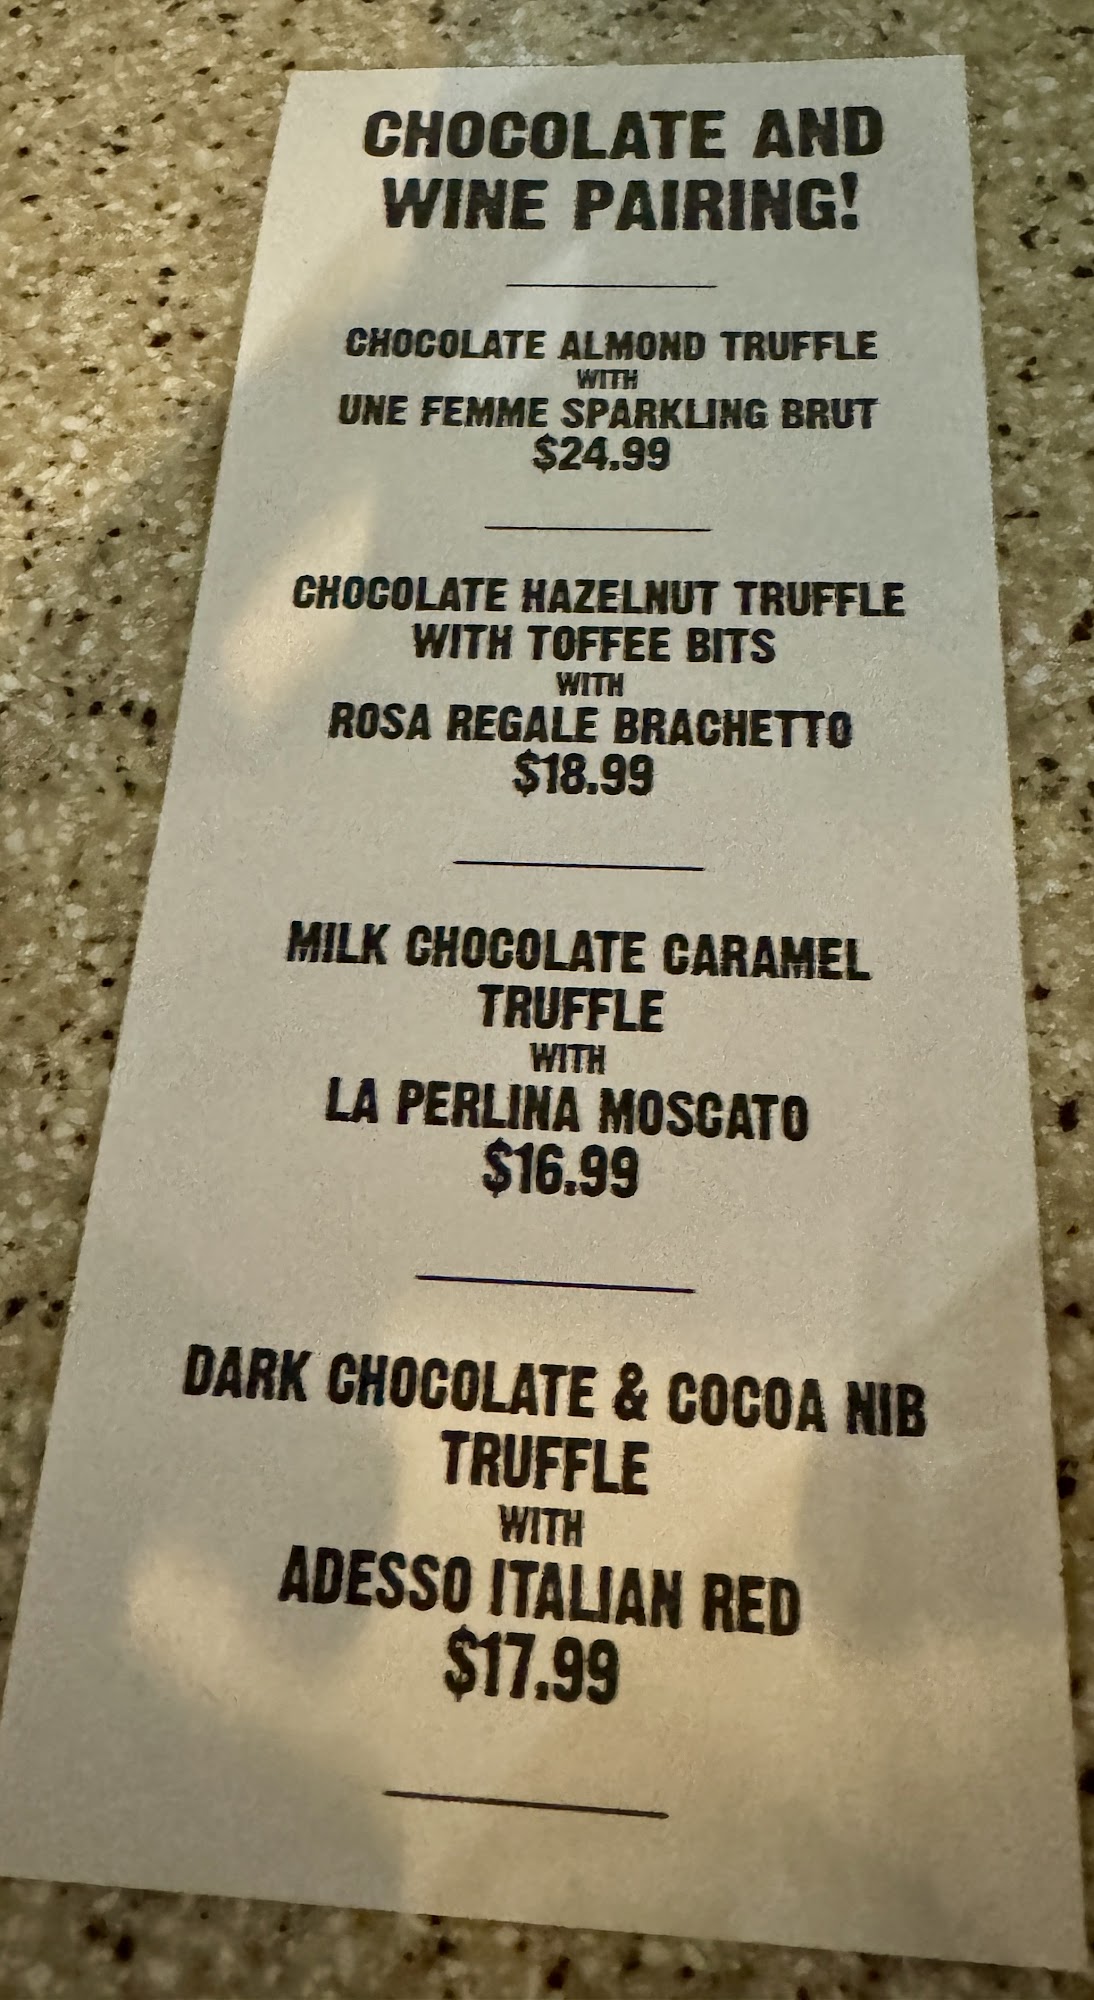 CHOCOLATE AND
WINE PAIRING!
CHOCOLATE ALMOND TRUFFLE
WITH
UNE FEMME SPARKLING BRUT
$24.99
CHOCOLATE HAZELNUT TRUFFLE
WITH TOFFEE BITS
WITH
ROSA REGALE BRACHETTO
$18.99
MILK CHOCOLATE CARAMEL
TRUFFLE
WITH
LA PERLINA MOSCATO
$16.99
DARK CHOCOLATE & COCOA NIB
TRUFFLE
WITH
ADESSO ITALIAN RED
$17.99